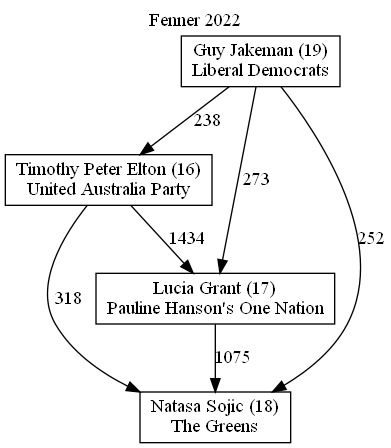 Fenner 2022
Guy Jakeman (19)
Liberal Democrats
238
Timothy Peter Elton (16)
United Australia Party
273
1434
252
Lucia Grant (17)
Pauline Hanson's One Nation
318
1075
Natasa Sojic (18)
The Greens